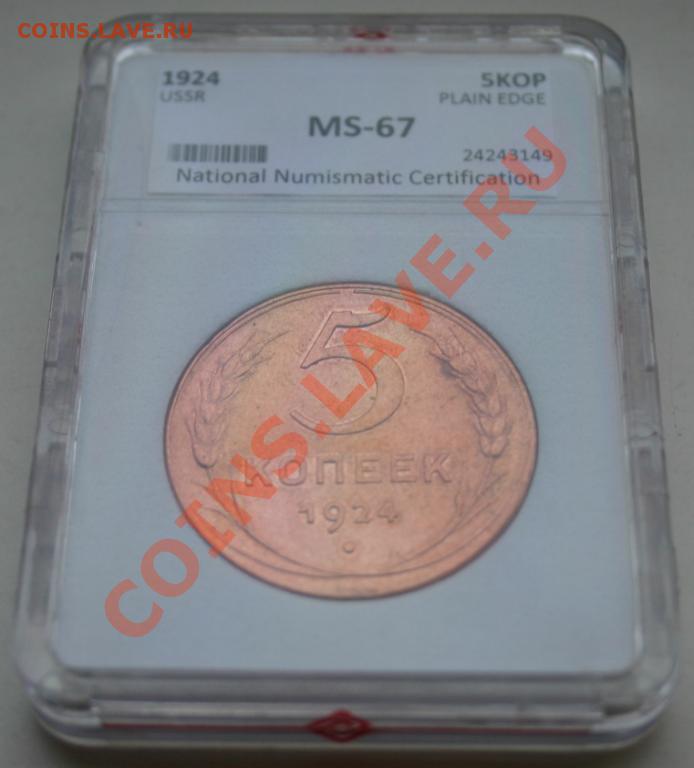 COINS.LAVE.RU
1924 5KOP
USSR PLAIN EDGE
MS-67
24243149
National Numismatic Certification
5
КОПЕЕК
1924
COINS.LAVE.RU